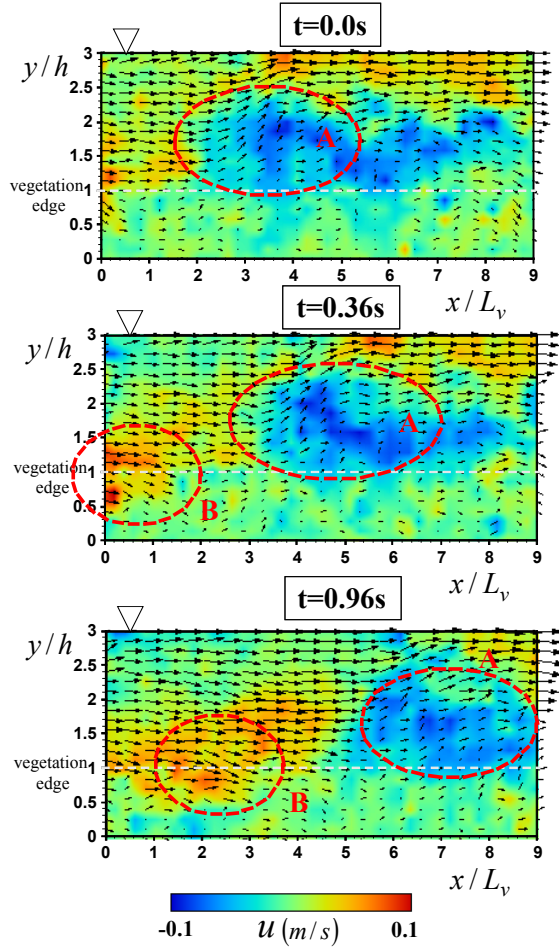 t=0.0s
y/h
3
2.5
2
A
1.5
vegetation
1
edge
0.5
0
0 1 2 3 4 5 6 7 8 9
x/L_v
t=0.36s
y/h
3
2.5
2
A
1.5
vegetation
1
edge
0.5
B
0
0 1 2 3 4 5 6 7 8 9
x/L_v
t=0.96s
y/h
3
2.5
A
2
1.5
vegetation
1
edge
0.5
B
0
0 1 2 3 4 5 6 7 8 9
x/L_v
-0.1 u (m/s) 0.1